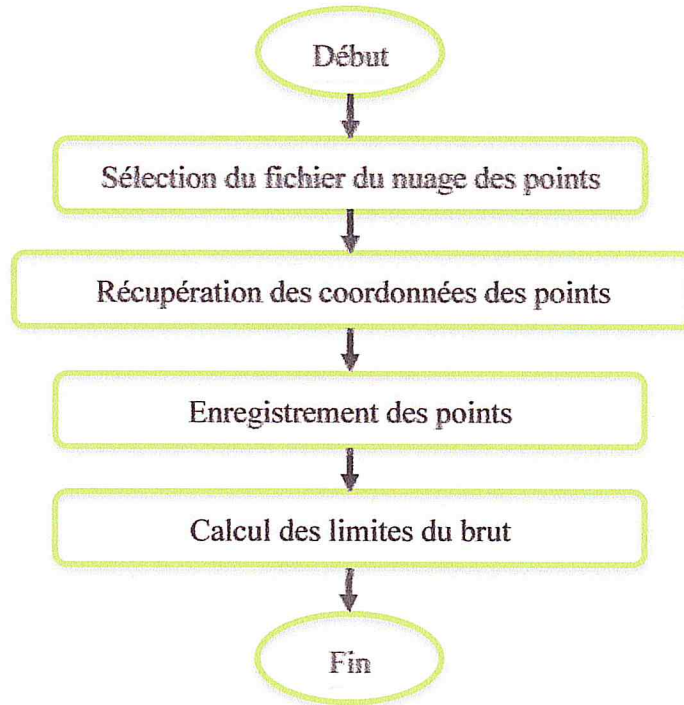 Début
Sélection du fichier du nuage des points
Récupération des coordonnées des points
Enregistrement des points
Calcul des limites du brut
Fin